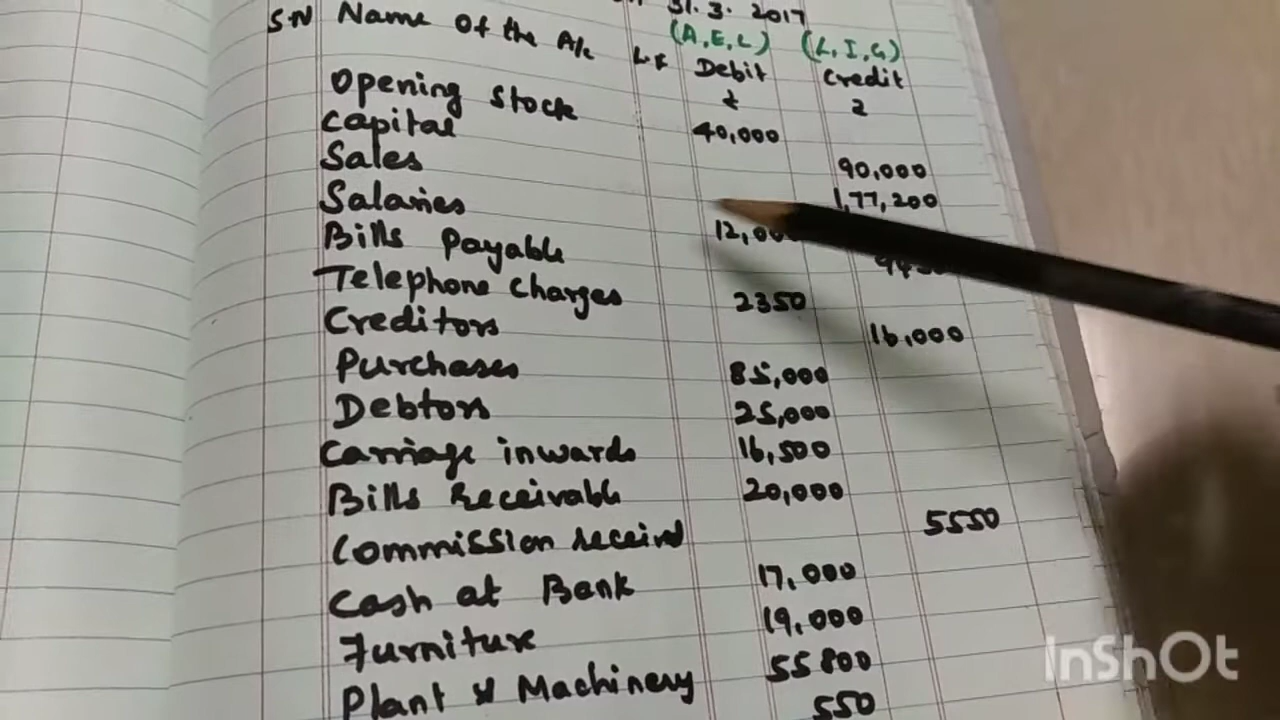 31.3.2017
S.N Name of the A/c L.F (A,E,L) Debit ₹ (L,I,G) Credit ₹
Opening stock 40,000
Capital 90,000
Sales 1,77,200
Salaries
Bills payable
Telephone charges 2350
Creditors 16,000
Purchases 85,000
Debtors 25,000
Carriage inwards 16,500
Bills Receivable 20,000
Commission received 5550
Cash at Bank 17,000
Furniture 19,000
Plant & Machinery 55800
550
InShOt